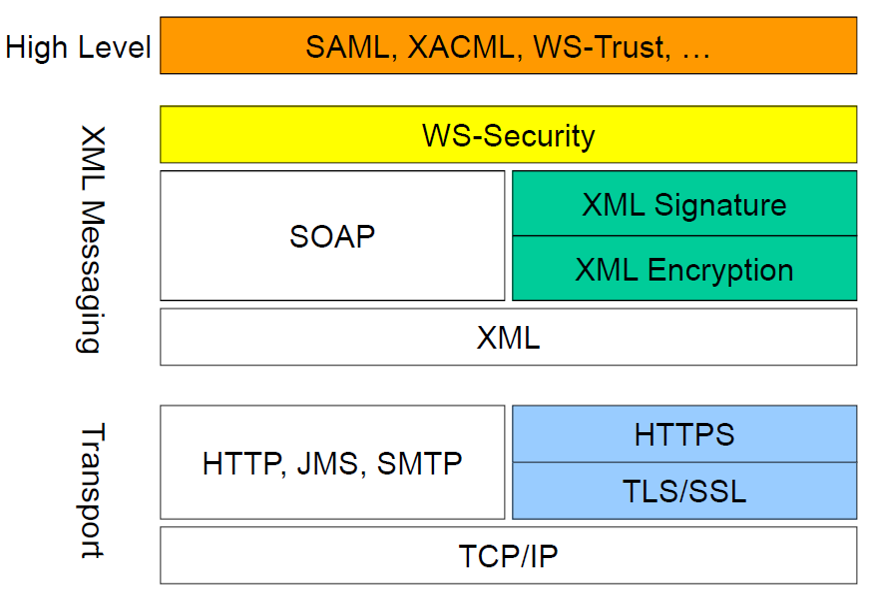 High Level
SAML, XACML, WS-Trust, …
XML Messaging
WS-Security
SOAP
XML Signature
XML Encryption
XML
Transport
HTTP, JMS, SMTP
HTTPS
TLS/SSL
TCP/IP